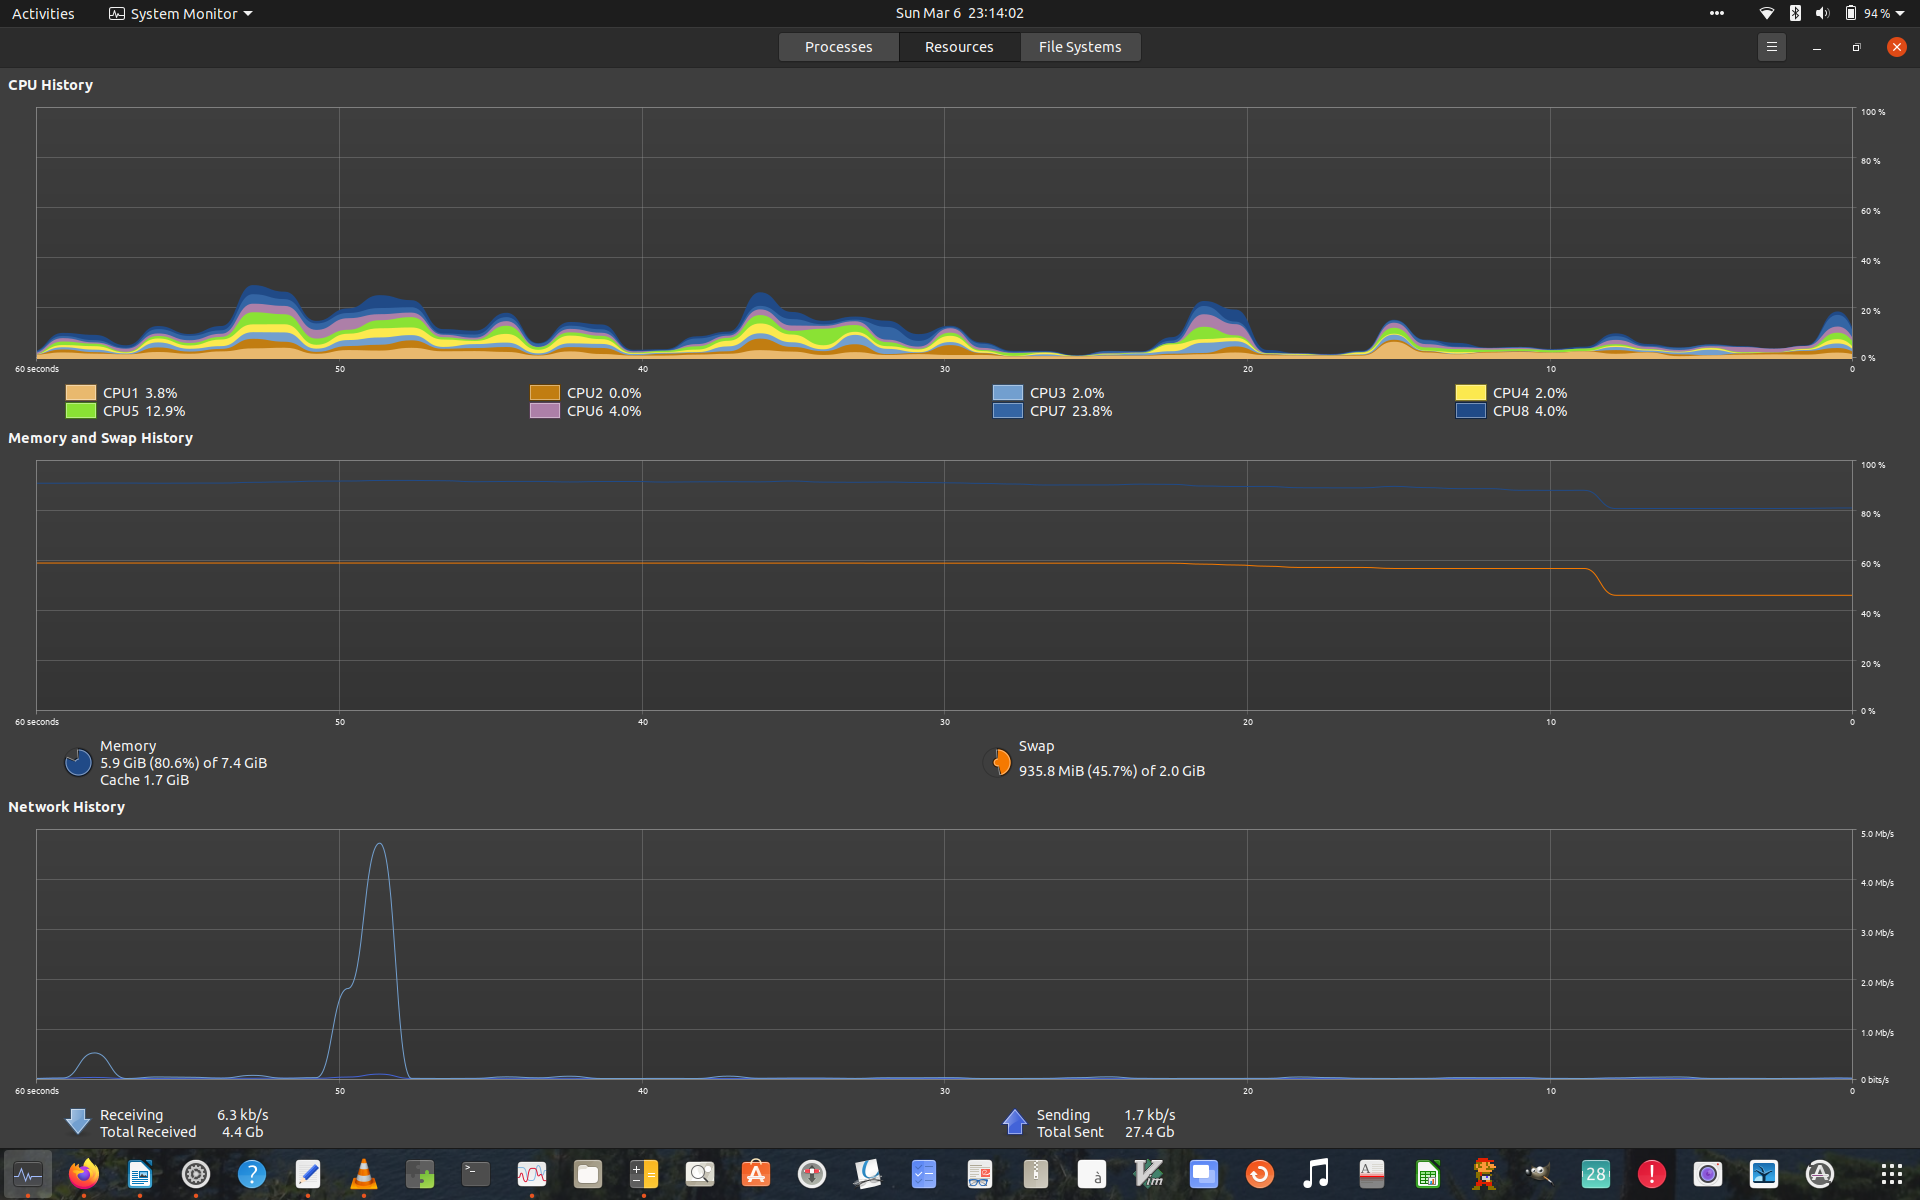 Activities
System Monitor
Sun Mar 6 23:14:02
94 %
Processes
Resources
File Systems
CPU History
100 %
80 %
60 %
40 %
20 %
0 %
60 seconds
50
40
30
20
10
0
CPU1 3.8%
CPU2 0.0%
CPU3 2.0%
CPU4 2.0%
CPU5 12.9%
CPU6 4.0%
CPU7 23.8%
CPU8 4.0%
Memory and Swap History
100 %
80 %
60 %
40 %
20 %
0 %
60 seconds
50
40
30
20
10
0
Memory
5.9 GiB (80.6%) of 7.4 GiB
Cache 1.7 GiB
Swap
935.8 MiB (45.7%) of 2.0 GiB
Network History
5.0 Mb/s
4.0 Mb/s
3.0 Mb/s
2.0 Mb/s
1.0 Mb/s
0 bits/s
60 seconds
50
40
30
20
10
0
Receiving 6.3 kb/s
Total Received 4.4 Gb
Sending 1.7 kb/s
Total Sent 27.4 Gb
?
>_
à
Vim
A
28
!